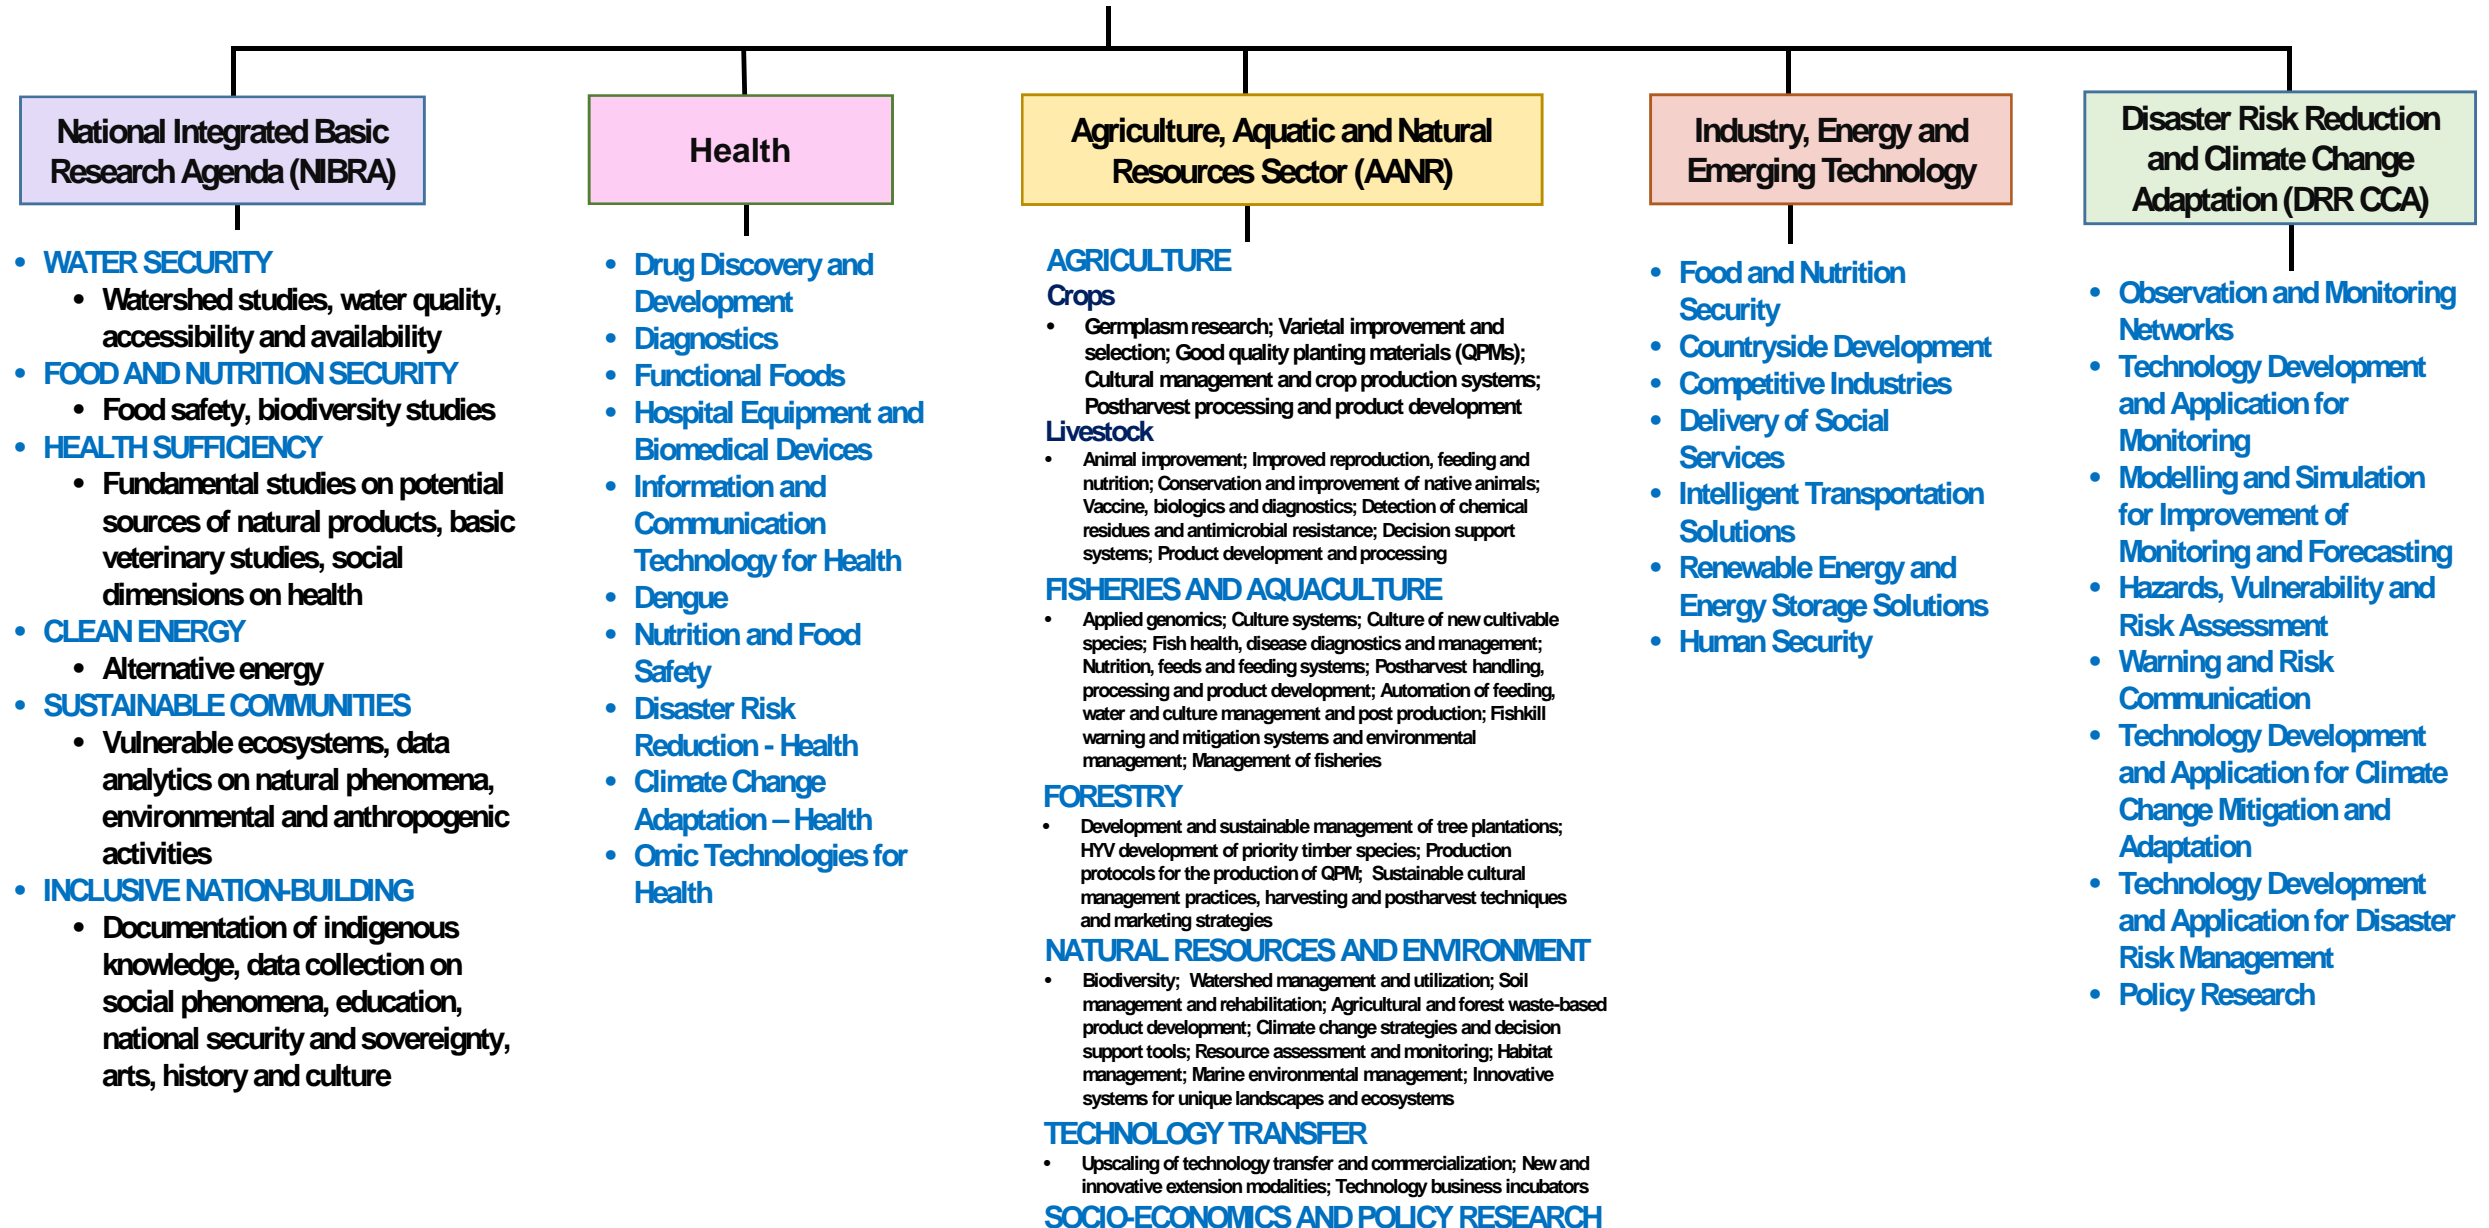 National Integrated Basic
Research Agenda (NIBRA)
• WATER SECURITY
• Watershed studies, water quality,
accessibility and availability
• FOOD AND NUTRITION SECURITY
• Food safety, biodiversity studies
• HEALTH SUFFICIENCY
• Fundamental studies on potential
sources of natural products, basic
veterinary studies, social
dimensions on health
• CLEAN ENERGY
• Alternative energy
• SUSTAINABLE COMMUNITIES
• Vulnerable ecosystems, data
analytics on natural phenomena,
environmental and anthropogenic
activities
• INCLUSIVE NATION-BUILDING
• Documentation of indigenous
knowledge, data collection on
social phenomena, education,
national security and sovereignty,
arts, history and culture
Health
• Drug Discovery and
Development
• Diagnostics
• Functional Foods
• Hospital Equipment and
Biomedical Devices
• Information and
Communication
Technology for Health
• Dengue
• Nutrition and Food
Safety
• Disaster Risk
Reduction - Health
• Climate Change
Adaptation – Health
• Omic Technologies for
Health
Agriculture, Aquatic and Natural
Resources Sector (AANR)
AGRICULTURE
Crops
• Germplasm research; Varietal improvement and
selection; Good quality planting materials (QPMs);
Cultural management and crop production systems;
Postharvest processing and product development
Livestock
• Animal improvement; Improved reproduction, feeding and
nutrition; Conservation and improvement of native animals;
Vaccine, biologics and diagnostics; Detection of chemical
residues and antimicrobial resistance; Decision support
systems; Product development and processing
FISHERIES AND AQUACULTURE
• Applied genomics; Culture systems; Culture of new cultivable
species; Fish health, disease diagnostics and management;
Nutrition, feeds and feeding systems; Postharvest handling,
processing and product development; Automation of feeding,
water and culture management and post production; Fishkill
warning and mitigation systems and environmental
management; Management of fisheries
FORESTRY
• Development and sustainable management of tree plantations;
HYV development of priority timber species; Production
protocols for the production of QPM; Sustainable cultural
management practices, harvesting and postharvest techniques
and marketing strategies
NATURAL RESOURCES AND ENVIRONMENT
• Biodiversity; Watershed management and utilization; Soil
management and rehabilitation; Agricultural and forest waste-based
product development; Climate change strategies and decision
support tools; Resource assessment and monitoring; Habitat
management; Marine environmental management; Innovative
systems for unique landscapes and ecosystems
TECHNOLOGY TRANSFER
• Upscaling of technology transfer and commercialization; New and
innovative extension modalities; Technology business incubators
SOCIO-ECONOMICS AND POLICY RESEARCH
Industry, Energy and
Emerging Technology
• Food and Nutrition
Security
• Countryside Development
• Competitive Industries
• Delivery of Social
Services
• Intelligent Transportation
Solutions
• Renewable Energy and
Energy Storage Solutions
• Human Security
Disaster Risk Reduction
and Climate Change
Adaptation (DRR CCA)
• Observation and Monitoring
Networks
• Technology Development
and Application for
Monitoring
• Modelling and Simulation
for Improvement of
Monitoring and Forecasting
• Hazards, Vulnerability and
Risk Assessment
• Warning and Risk
Communication
• Technology Development
and Application for Climate
Change Mitigation and
Adaptation
• Technology Development
and Application for Disaster
Risk Management
• Policy Research